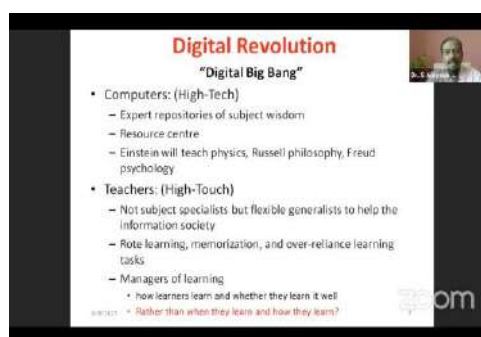 Digital Revolution
"Digital Big Bang"
• Computers: (High-Tech)
– Expert repositories of subject wisdom
– Resource centre
– Einstein will teach physics, Russell philosophy, Freud
psychology
• Teachers: (High-Touch)
– Not subject specialists but flexible generalists to help the
information society
– Rote learning, memorization, and over-reliance learning
tasks
– Managers of learning
• how learners learn and whether they learn it well
• Rather than when they learn and how they learn?
zoom